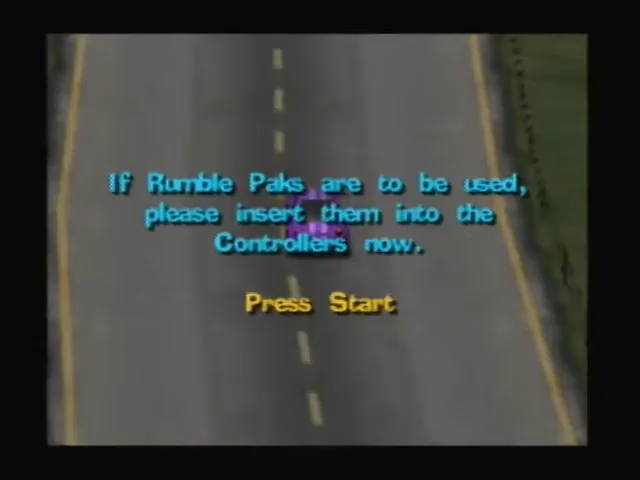 If Rumble Paks are to be used,
please insert them into the
Controllers now.
Press Start